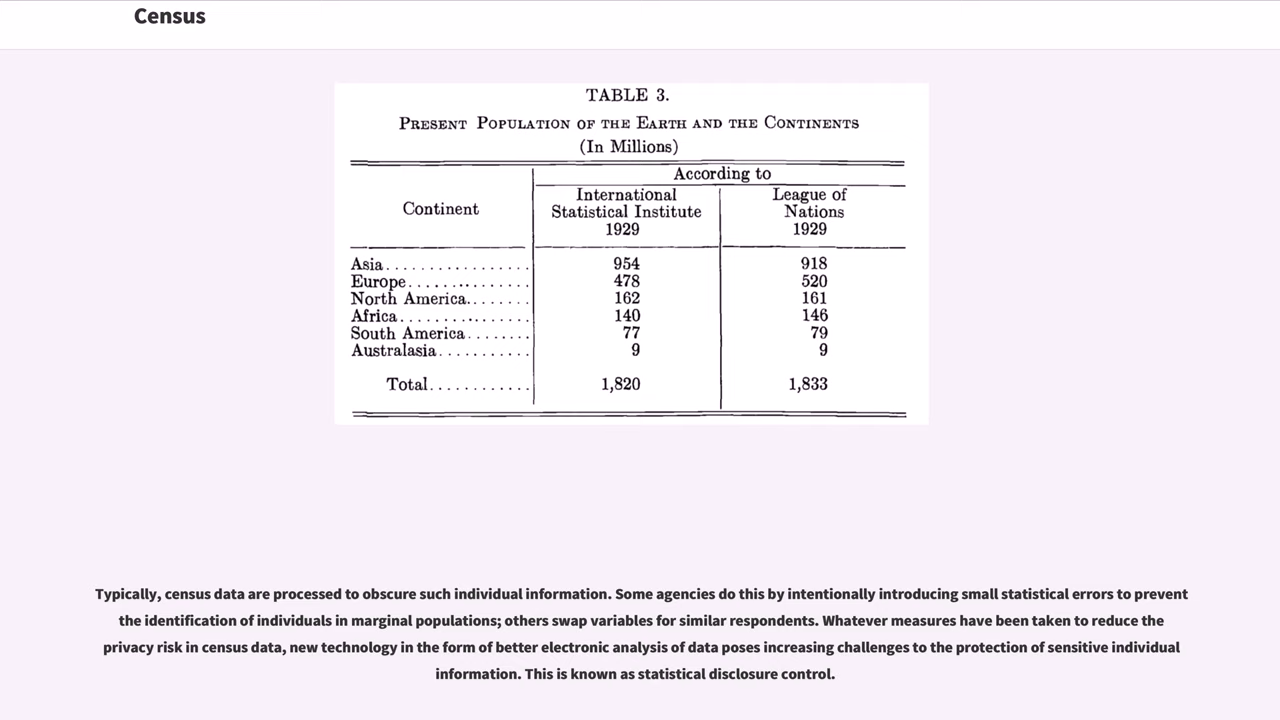 Census
TABLE 3.
PRESENT POPULATION OF THE EARTH AND THE CONTINENTS
(In Millions)
According to
Continent
International
Statistical Institute
1929
League of
Nations
1929
Asia................. 954 918
Europe.............. 478 520
North America........ 162 161
Africa............... 140 146
South America........ 77 79
Australasia........... 9 9
Total............ 1,820 1,833
Typically, census data are processed to obscure such individual information. Some agencies do this by intentionally introducing small statistical errors to prevent
the identification of individuals in marginal populations; others swap variables for similar respondents. Whatever measures have been taken to reduce the
privacy risk in census data, new technology in the form of better electronic analysis of data poses increasing challenges to the protection of sensitive individual
information. This is known as statistical disclosure control.